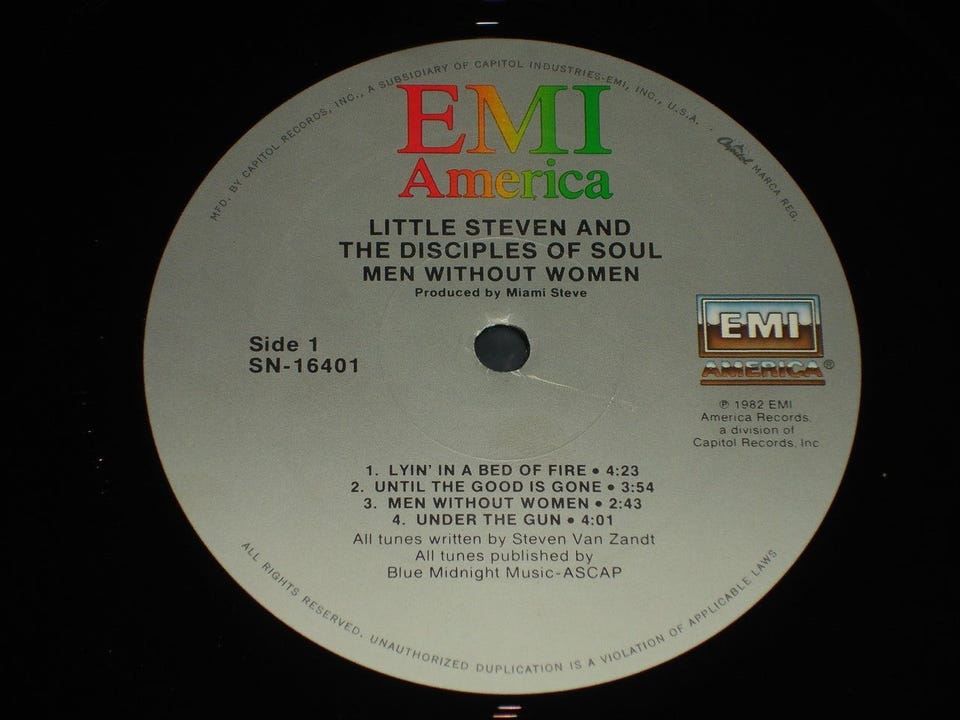 MFD. BY CAPITOL RECORDS, INC., A SUBSIDIARY OF CAPITOL INDUSTRIES-EMI, INC., U.S.A. . Capitol MARCA REG.
EMI
America
LITTLE STEVEN AND
THE DISCIPLES OF SOUL
MEN WITHOUT WOMEN
Produced by Miami Steve
Side 1
SN-16401
EMI
AMERICA®
℗ 1982 EMI
America Records,
a division of
Capitol Records, Inc
1. LYIN' IN A BED OF FIRE • 4:23
2. UNTIL THE GOOD IS GONE • 3:54
3. MEN WITHOUT WOMEN • 2:43
4. UNDER THE GUN • 4:01
All tunes written by Steven Van Zandt
All tunes published by
Blue Midnight Music-ASCAP
ALL RIGHTS RESERVED. UNAUTHORIZED DUPLICATION IS A VIOLATION OF APPLICABLE LAWS